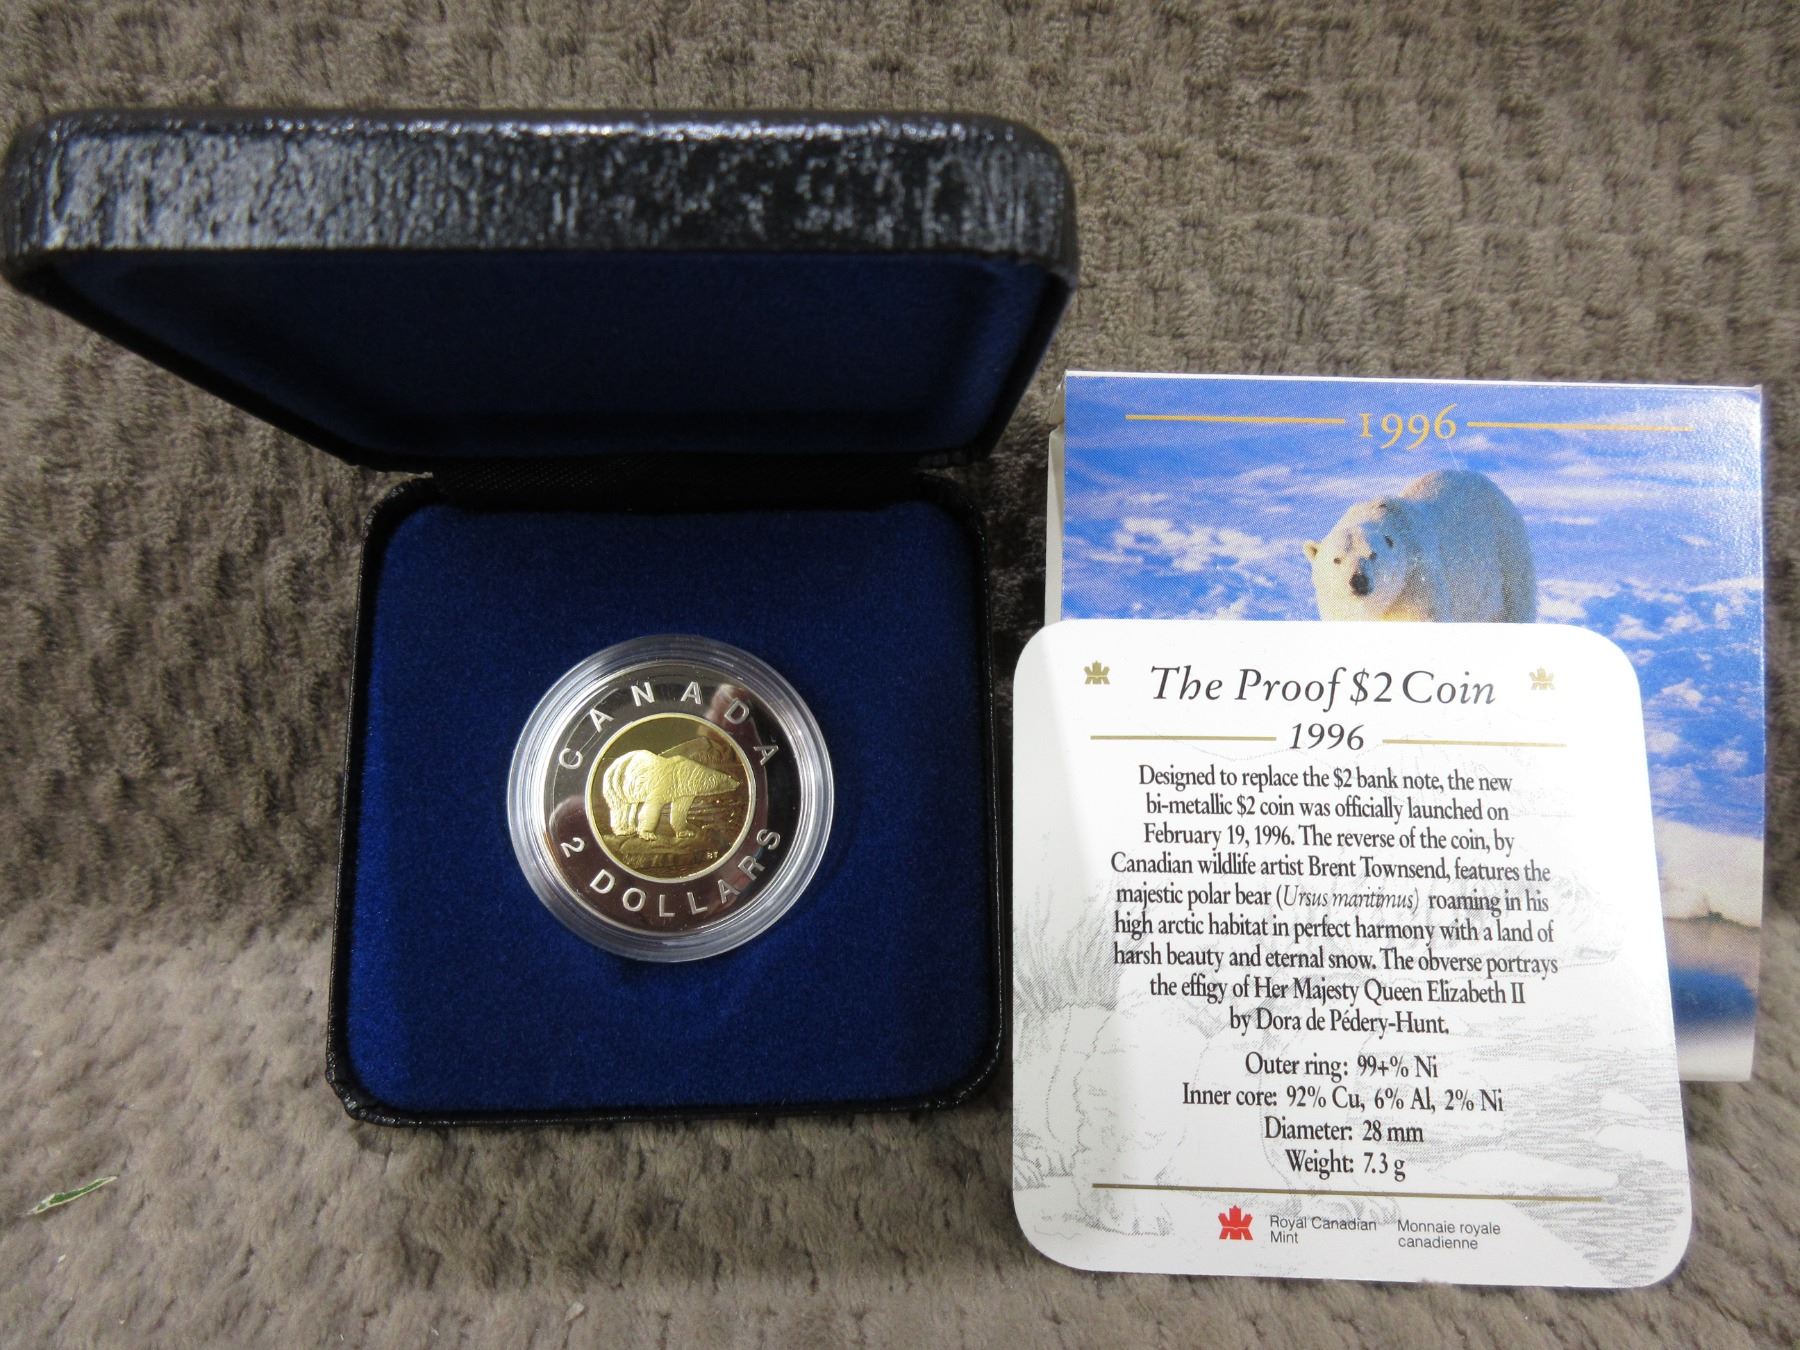 CANADA
2 DOLLARS
BT
1996
The Proof $2 Coin
1996
Designed to replace the $2 bank note, the new
bi-metallic $2 coin was officially launched on
February 19, 1996. The reverse of the coin, by
Canadian wildlife artist Brent Townsend, features the
majestic polar bear (Ursus maritimus) roaming in his
high arctic habitat in perfect harmony with a land of
harsh beauty and eternal snow. The obverse portrays
the effigy of Her Majesty Queen Elizabeth II
by Dora de Pédery-Hunt.
Outer ring: 99+% Ni
Inner core: 92% Cu, 6% Al, 2% Ni
Diameter: 28 mm
Weight: 7.3 g
Royal Canadian Monnaie royale
Mint canadienne